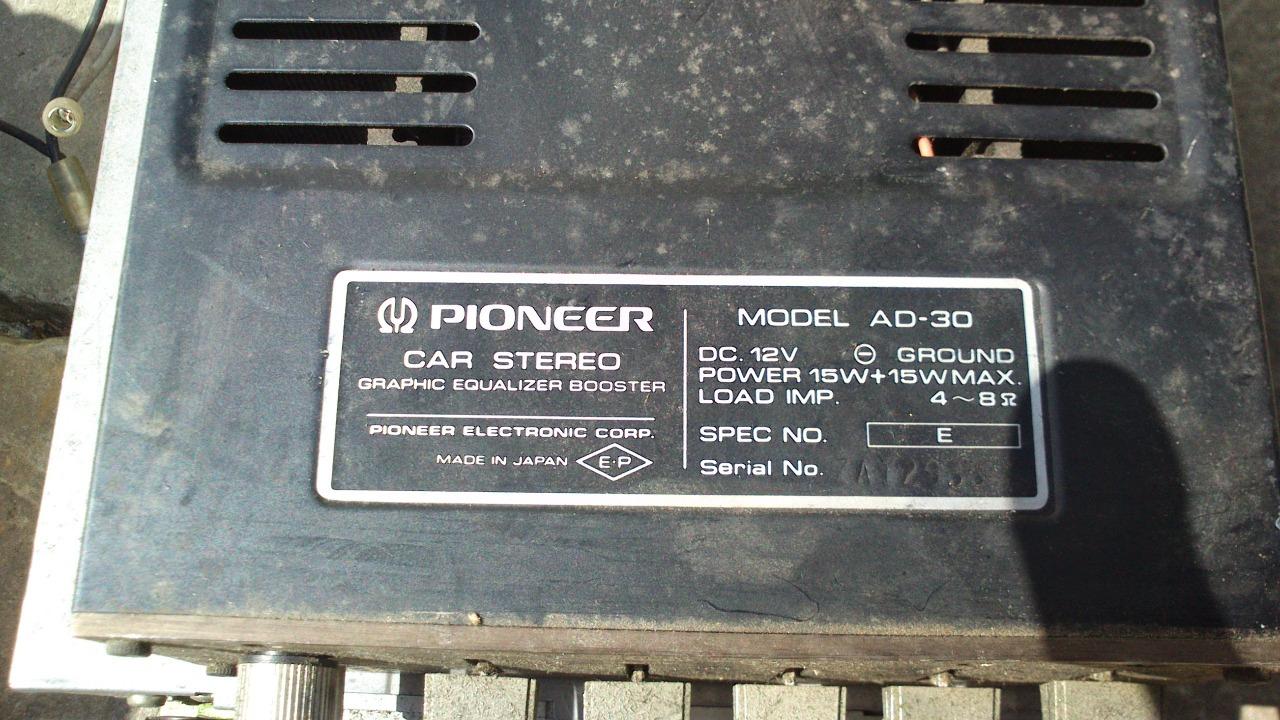 PIONEER
CAR STEREO
GRAPHIC EQUALIZER BOOSTER
PIONEER ELECTRONIC CORP.
MADE IN JAPAN E·P
MODEL AD-30
DC. 12V ⊖ GROUND
POWER 15W+15W MAX.
LOAD IMP. 4~8Ω
SPEC NO. E
Serial No.